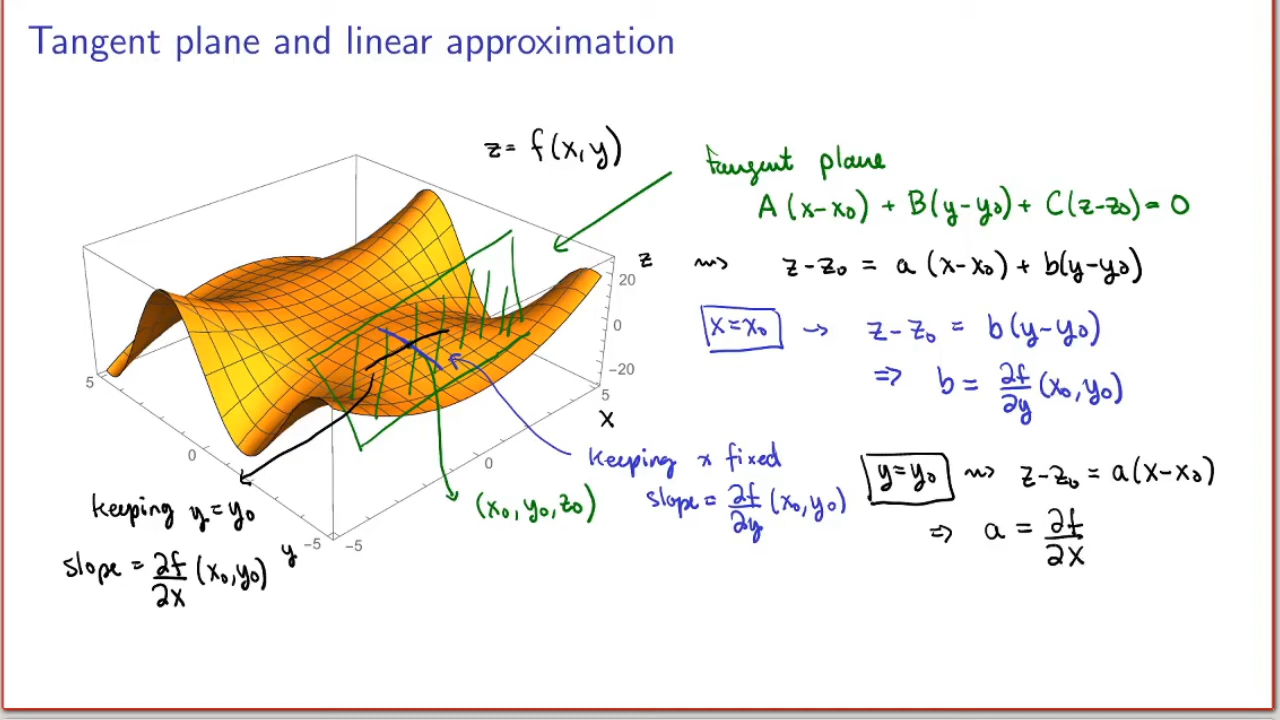 Tangent plane and linear approximation
z = f(x,y)
tangent plane
A(x-x₀) + B(y-y₀) + C(z-z₀) = 0
⇝ z-z₀ = a(x-x₀) + b(y-y₀)
x=x₀ → z-z₀ = b(y-y₀)
⇒ b = ∂f/∂y (x₀,y₀)
z
20
0
-20
5
x
0
-5
5
0
-5
y
keeping x fixed
slope = ∂f/∂y (x₀,y₀)
(x₀,y₀,z₀)
keeping y=y₀
slope = ∂f/∂x (x₀,y₀)
y=y₀ ⇝ z-z₀ = a(x-x₀)
⇒ a = ∂f/∂x